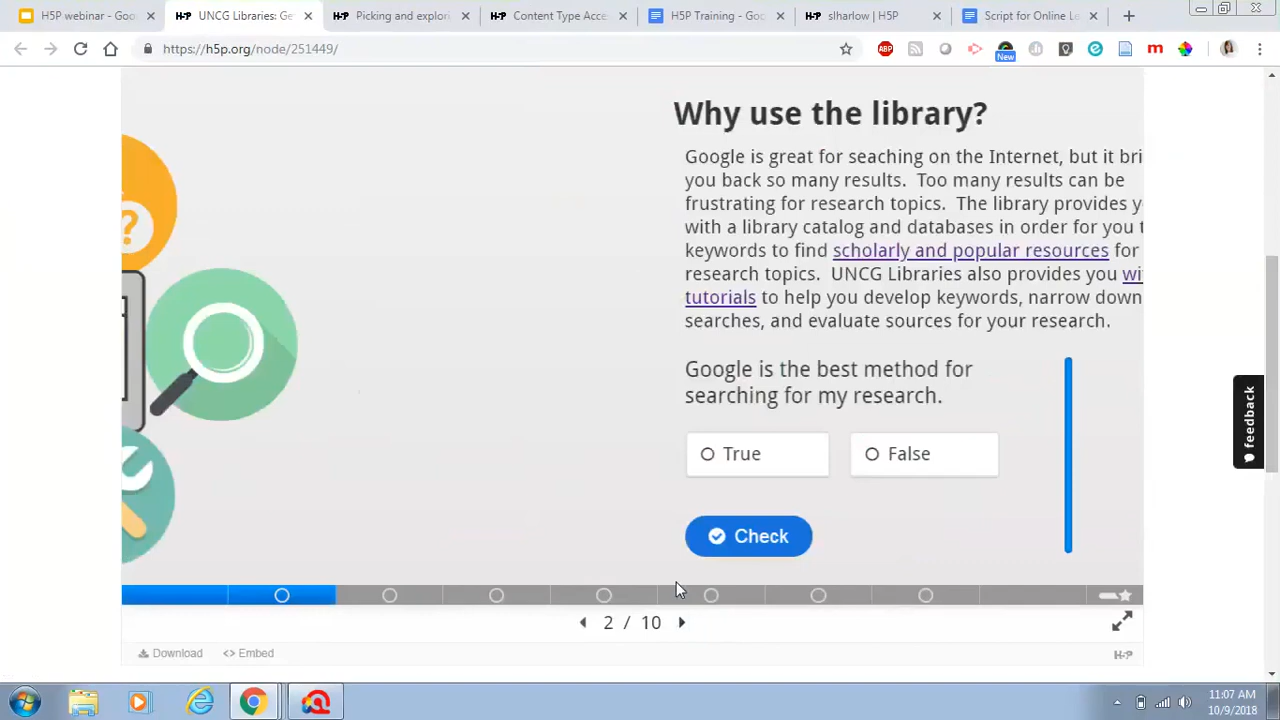 H5P webinar - Goo
UNCG Libraries: Ge
Picking and explori
Content Type Acce
H5P Training - Goo
slharlow | H5P
Script for Online Le
https://h5p.org/node/251449/
ABP
New
m
Why use the library?
Google is great for seaching on the Internet, but it bri
you back so many results. Too many results can be
frustrating for research topics. The library provides y
with a library catalog and databases in order for you t
keywords to find scholarly and popular resources for
research topics. UNCG Libraries also provides you wi
tutorials to help you develop keywords, narrow down
searches, and evaluate sources for your research.
Google is the best method for
searching for my research.
True
False
Check
feedback
2 / 10
Download
Embed
H5P
11:07 AM
10/9/2018